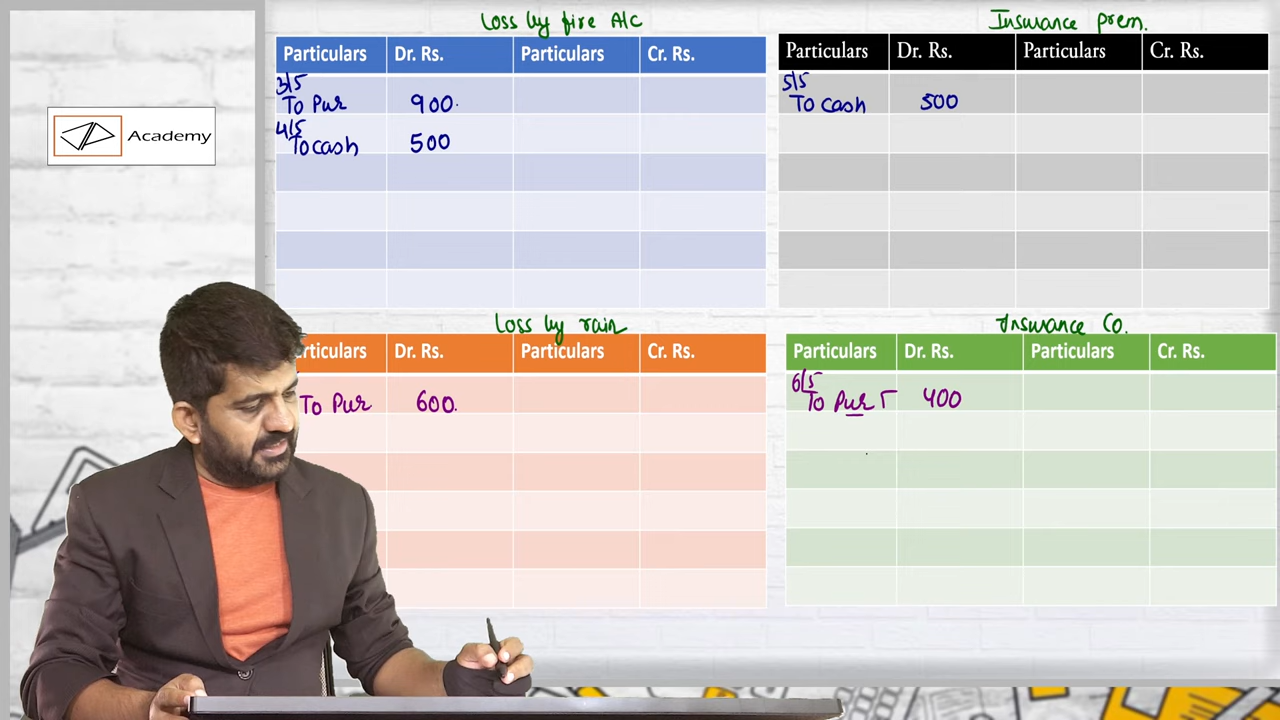 Loss by fire A/c
Particulars Dr. Rs. Particulars Cr. Rs.
3/5
To Pur 900.
4/5
To cash 500
Insurance prem.
Particulars Dr. Rs. Particulars Cr. Rs.
5/5
To cash 500
Academy
Loss by rain
rticulars Dr. Rs. Particulars Cr. Rs.
To Pur 600.
Insurance Co.
Particulars Dr. Rs. Particulars Cr. Rs.
6/5
To Pur 400